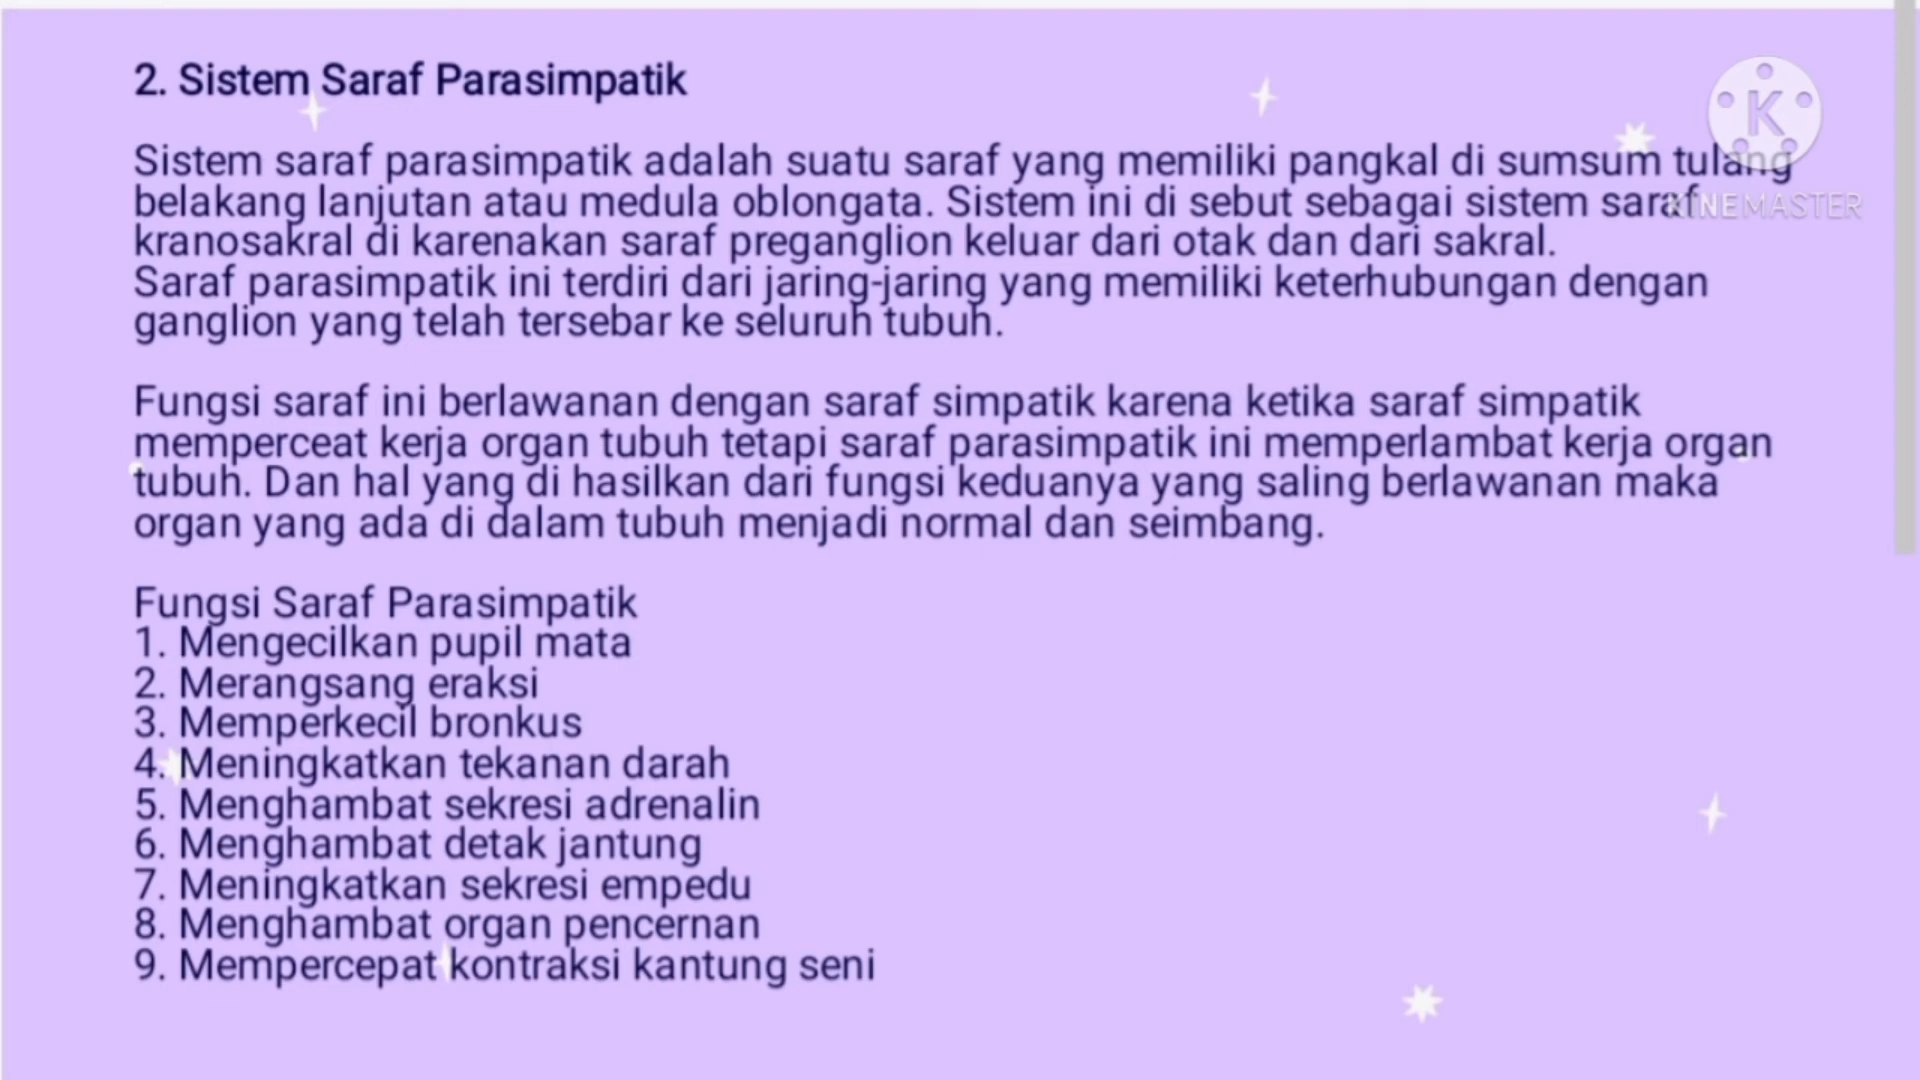 2. Sistem Saraf Parasimpatik
Sistem saraf parasimpatik adalah suatu saraf yang memiliki pangkal di sumsum tulang
belakang lanjutan atau medula oblongata. Sistem ini di sebut sebagai sistem saraf
kranosakral di karenakan saraf preganglion keluar dari otak dan dari sakral.
Saraf parasimpatik ini terdiri dari jaring-jaring yang memiliki keterhubungan dengan
ganglion yang telah tersebar ke seluruh tubuh.
Fungsi saraf ini berlawanan dengan saraf simpatik karena ketika saraf simpatik
memperceat kerja organ tubuh tetapi saraf parasimpatik ini memperlambat kerja organ
tubuh. Dan hal yang di hasilkan dari fungsi keduanya yang saling berlawanan maka
organ yang ada di dalam tubuh menjadi normal dan seimbang.
Fungsi Saraf Parasimpatik
1. Mengecilkan pupil mata
2. Merangsang eraksi
3. Memperkecil bronkus
4. Meningkatkan tekanan darah
5. Menghambat sekresi adrenalin
6. Menghambat detak jantung
7. Meningkatkan sekresi empedu
8. Menghambat organ pencernan
9. Mempercepat kontraksi kantung seni
K
KINEMASTER